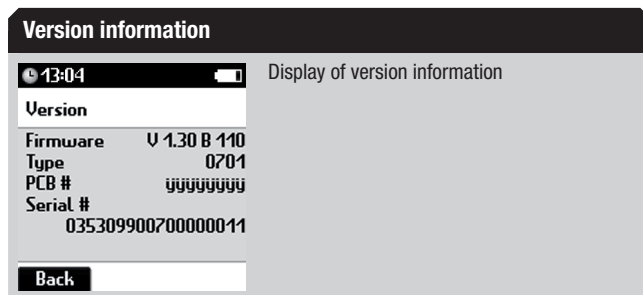 Version information
13:04
Display of version information
Version
Firmware V 1.30 B 110
Type 0701
PCB # ÿÿÿÿÿÿÿÿ
Serial #
035309900700000011
Back